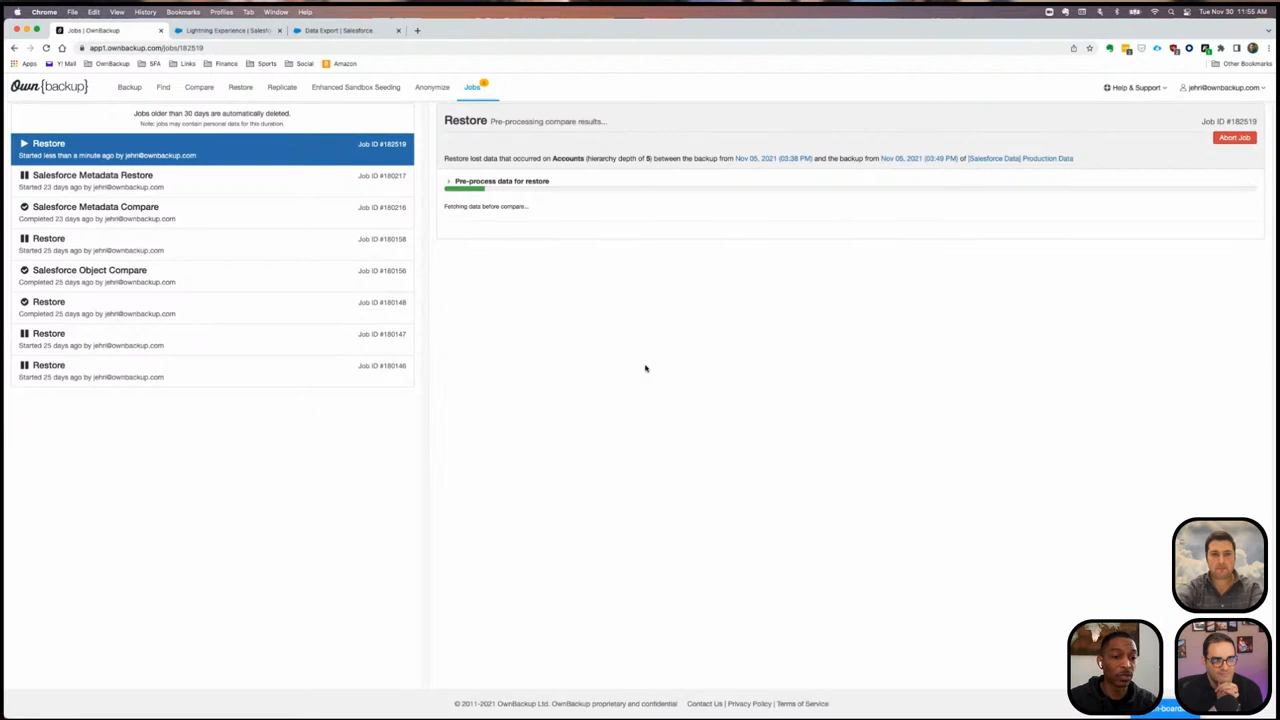 Chrome File Edit View History Bookmarks Profiles Tab Window Help Tue Nov 30 11:55 AM
Jobs | OwnBackup Lightning Experience | Salesfo Data Export | Salesforce
app1.ownbackup.com/jobs/182519
Apps Y! Mail OwnBackup SFA Links Finance Sports Social Amazon Other Bookmarks
Own{backup} Backup Find Compare Restore Replicate Enhanced Sandbox Seeding Anonymize Jobs Help & Support jehri@ownbackup.com
Jobs older than 30 days are automatically deleted.
Note: jobs may contain personal data for this duration.
Restore Job ID #182519
Started less than a minute ago by jehri@ownbackup.com
Salesforce Metadata Restore Job ID #180217
Started 23 days ago by jehri@ownbackup.com
Salesforce Metadata Compare Job ID #180216
Completed 23 days ago by jehri@ownbackup.com
Restore Job ID #180158
Started 25 days ago by jehri@ownbackup.com
Salesforce Object Compare Job ID #180156
Completed 25 days ago by jehri@ownbackup.com
Restore Job ID #180148
Completed 25 days ago by jehri@ownbackup.com
Restore Job ID #180147
Started 25 days ago by jehri@ownbackup.com
Restore Job ID #180146
Started 25 days ago by jehri@ownbackup.com
Restore Pre-processing compare results... Job ID #182519
Abort Job
Restore lost data that occurred on Accounts (hierarchy depth of 5) between the backup from Nov 05, 2021 (03:38 PM) and the backup from Nov 05, 2021 (03:49 PM) of [Salesforce Data] Production Data
Pre-process data for restore
Fetching data before compare...
© 2011-2021 OwnBackup Ltd. OwnBackup proprietary and confidential Contact Us | Privacy Policy | Terms of Service